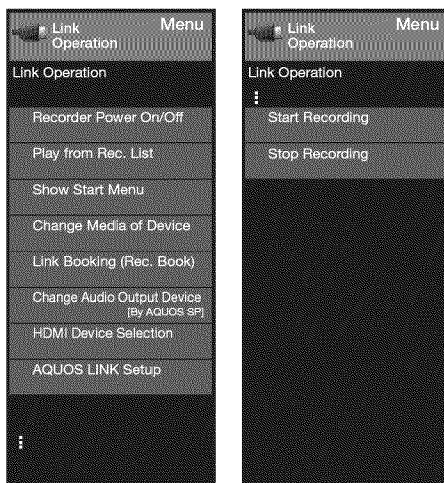 Link
Operation
Menu
Link Operation
Recorder Power On/Off
Play from Rec. List
Show Start Menu
Change Media of Device
Link Booking (Rec. Book)
Change Audio Output Device
[By AQUOS SP]
HDMI Device Selection
AQUOS LINK Setup
Link
Operation
Menu
Link Operation
Start Recording
Stop Recording